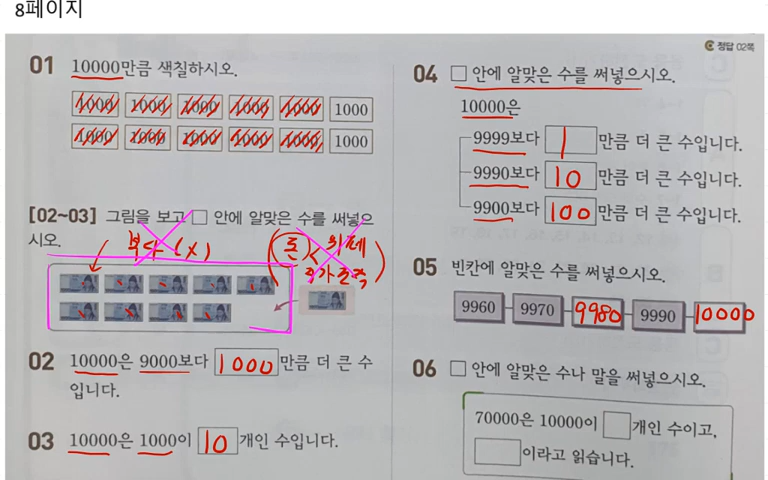 8페이지
정답 02쪽
01 10000만큼 색칠하시오.
1000 1000 1000 1000 1000 1000
1000 1000 1000 1000 1000 1000
[02~03] 그림을 보고 □ 안에 알맞은 수를 써넣으
시오.
복사 (X)
돈 위폐
02 10000은 9000보다 1000 만큼 더 큰 수
입니다.
03 10000은 1000이 10 개인 수입니다.
04 □ 안에 알맞은 수를 써넣으시오.
10000은
9999보다 1 만큼 더 큰 수입니다.
9990보다 10 만큼 더 큰 수입니다.
9900보다 100 만큼 더 큰 수입니다.
05 빈칸에 알맞은 수를 써넣으시오.
9960 9970 9980 9990 10000
06 □ 안에 알맞은 수나 말을 써넣으시오.
70000은 10000이 □ 개인 수이고,
□ 이라고 읽습니다.